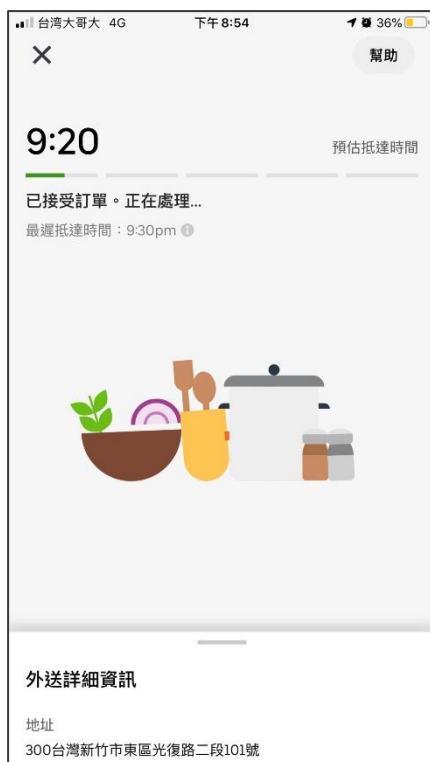 台灣大哥大 4G 下午8:54 36%
幫助
9:20 預估抵達時間
已接受訂單。正在處理...
最遲抵達時間：9:30pm
外送詳細資訊
地址
300台灣新竹市東區光復路二段101號